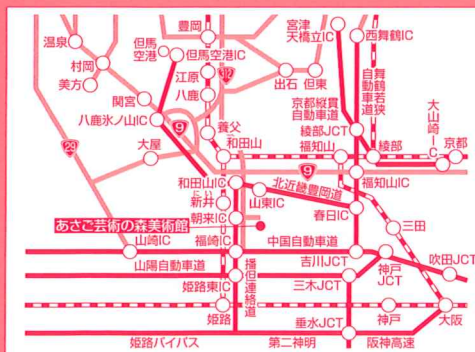 豊岡
宮津
天橋立IC
西舞鶴IC
温泉
但馬
空港
但馬空港IC
村岡
江原
312
美方
八鹿
出石
但東
舞鶴若狭
自動車道
関宮
京都縦貫
自動車道
大山崎IC
八鹿氷ノ山IC
9
養父
綾部JCT
29
大屋
和田山
福知山
綾部
京都
9
和田山IC
北近畿豊岡道
福知山IC
新井
にい
山東IC
朝来IC
春日IC
あさご芸術の森美術館
三田
山崎IC
福崎IC
中国自動車道
山陽自動車道
播但連絡道
吉川JCT
神戸
JCT
吹田JCT
姫路東IC
三木JCT
姫路
神戸
大阪
垂水JCT
姫路バイパス
第二神明
阪神高速